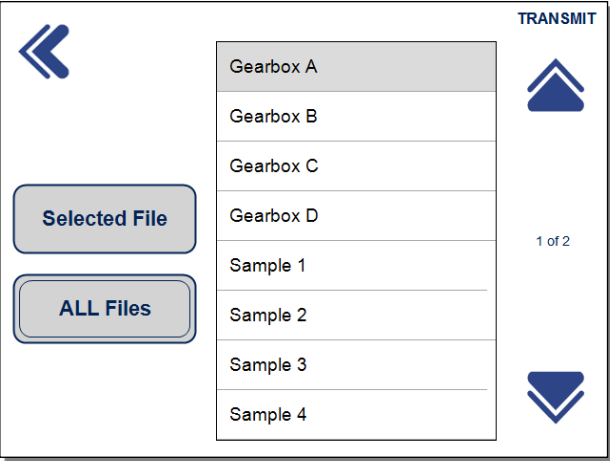 TRANSMIT
Gearbox A
Gearbox B
Gearbox C
Gearbox D
Sample 1
Sample 2
Sample 3
Sample 4
Selected File
ALL Files
1 of 2